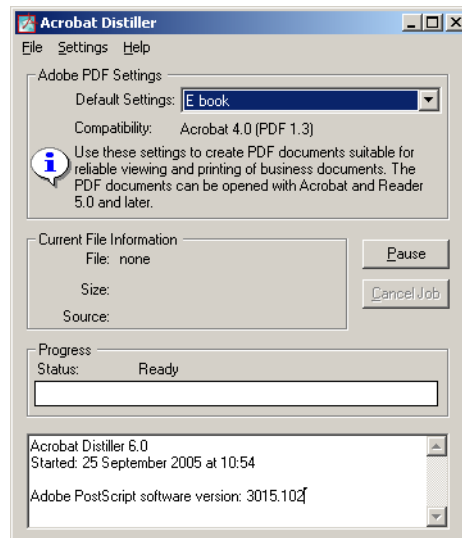 Acrobat Distiller
File Settings Help
Adobe PDF Settings
Default Settings: E book
Compatibility: Acrobat 4.0 (PDF 1.3)
Use these settings to create PDF documents suitable for
reliable viewing and printing of business documents. The
PDF documents can be opened with Acrobat and Reader
5.0 and later.
Current File Information
File: none
Pause
Size:
Cancel Job
Source:
Progress
Status: Ready
Acrobat Distiller 6.0
Started: 25 September 2005 at 10:54
Adobe PostScript software version: 3015.102